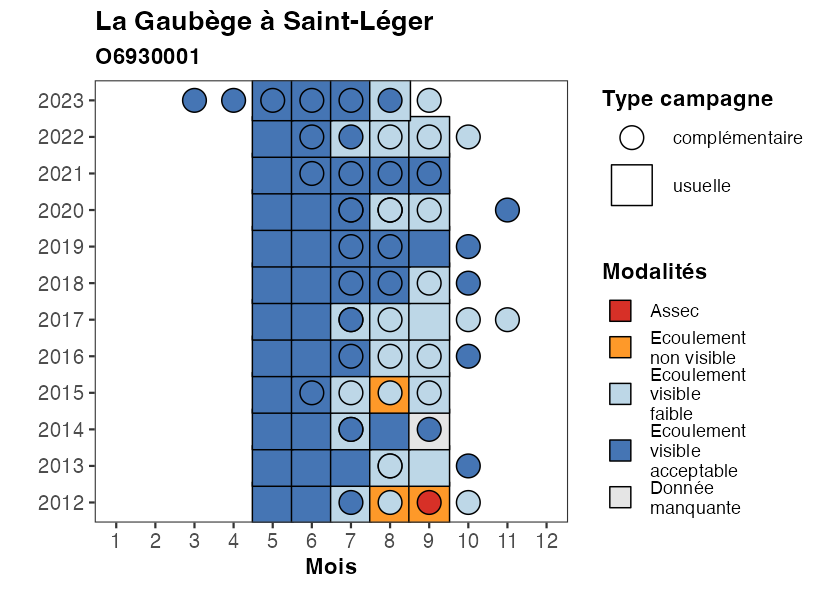 La Gaubège à Saint-Léger
O6930001
2023
2022
2021
2020
2019
2018
2017
2016
2015
2014
2013
2012
1 2 3 4 5 6 7 8 9 10 11 12
Mois
Type campagne
complémentaire
usuelle
Modalités
Assec
Ecoulement
non visible
Ecoulement
visible
faible
Ecoulement
visible
acceptable
Donnée
manquante